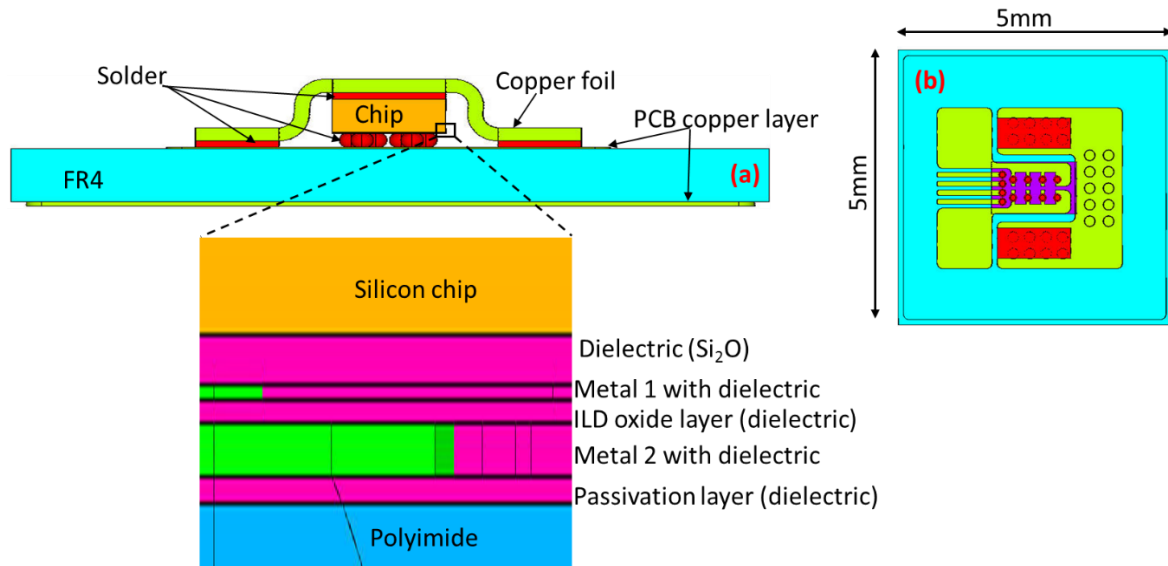 Solder
Copper foil
Chip
PCB copper layer
FR4
(a)
5mm
(b)
5mm
Silicon chip
Dielectric (Si₂O)
Metal 1 with dielectric
ILD oxide layer (dielectric)
Metal 2 with dielectric
Passivation layer (dielectric)
Polyimide